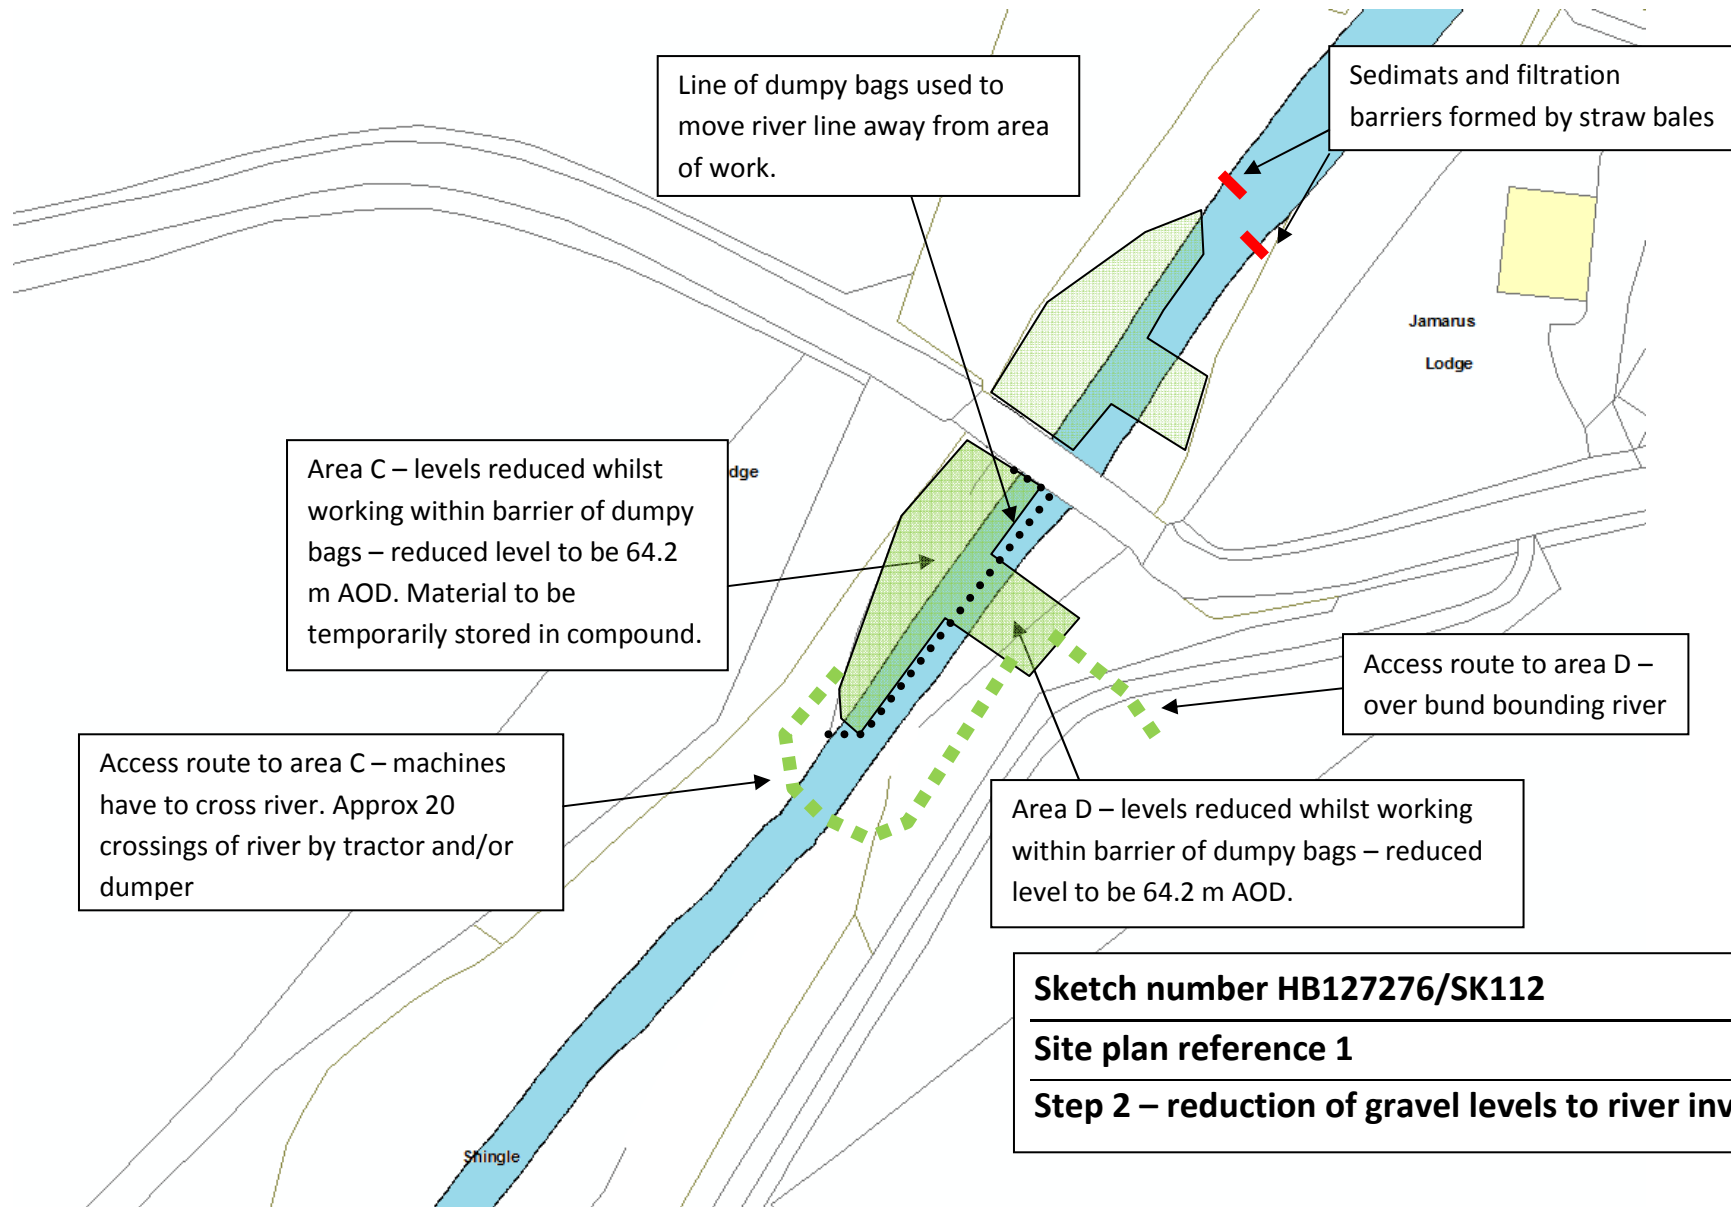 Line of dumpy bags used to
move river line away from area
of work.
Sedimats and filtration
barriers formed by straw bales
Jamarus
Lodge
Area C – levels reduced whilst
working within barrier of dumpy
bags – reduced level to be 64.2
m AOD. Material to be
temporarily stored in compound.
dge
Access route to area D –
over bund bounding river
Access route to area C – machines
have to cross river. Approx 20
crossings of river by tractor and/or
dumper
Area D – levels reduced whilst working
within barrier of dumpy bags – reduced
level to be 64.2 m AOD.
Sketch number HB127276/SK112
Site plan reference 1
Step 2 – reduction of gravel levels to river inv
Shingle